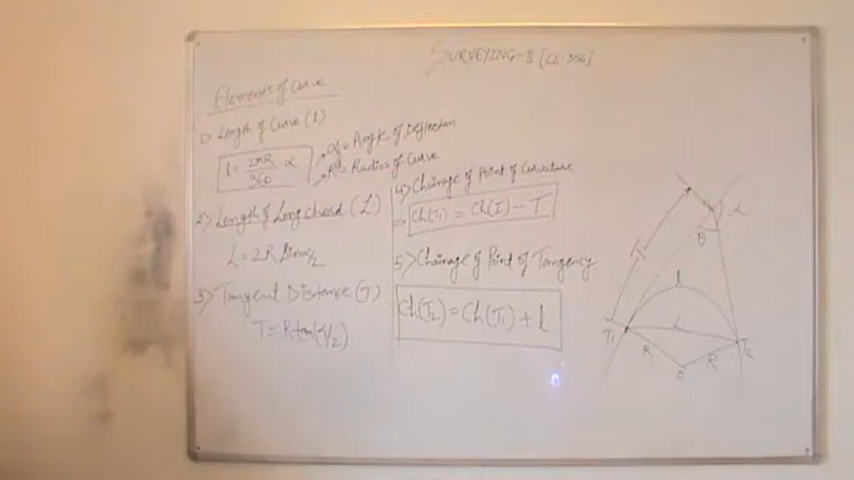 SURVEYING-II (CE-356)
Elements of Curve
1) Length of Curve (l)
l = 2πR/360 α
α = Angle of Deflection
R = Radius of Curve
2) Length of Long chord (L)
L = 2R Sin α/2
3) Tangent Distance (T)
T = R tan(α/2)
4) Chainage of Point of Curvature
Ch(T1) = Ch(I) - T
5) Chainage of Point of Tangency
Ch(T2) = Ch(T1) + l
α
θ
l
L
T1
T2
R
R
O